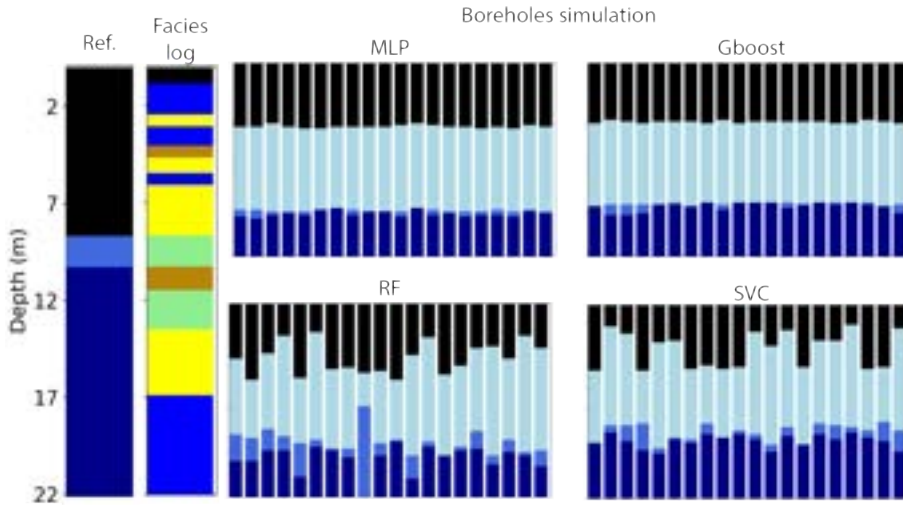 Boreholes simulation
Ref.
Facies
log
MLP
Gboost
2
7
12
17
22
Depth (m)
RF
SVC